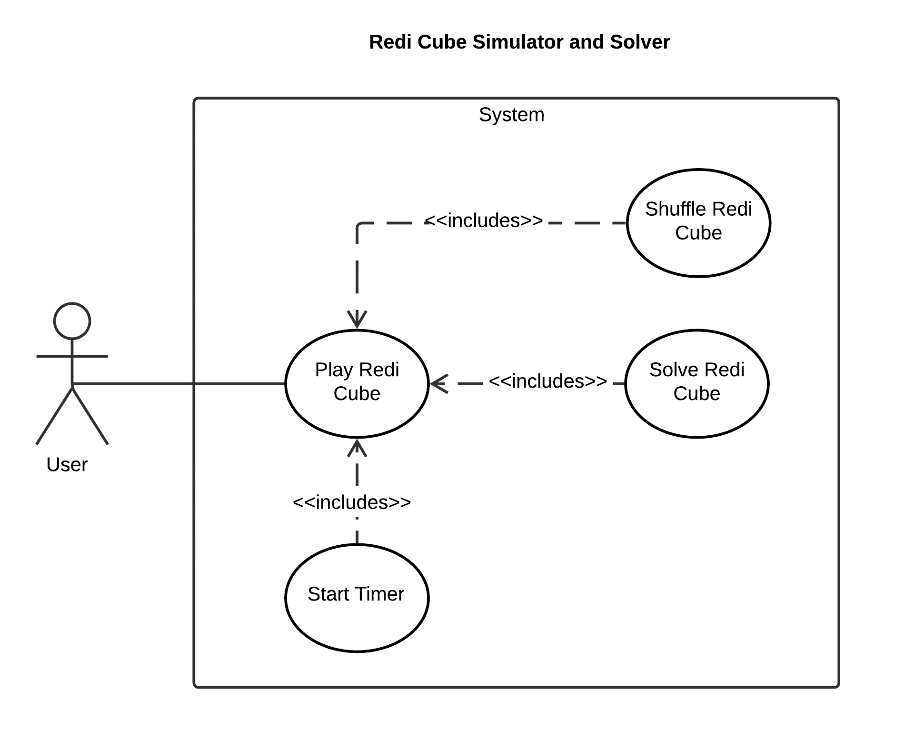 Redi Cube Simulator and Solver
System
Shuffle Redi
Cube
<<includes>>
Play Redi
Cube
<<includes>>
Solve Redi
Cube
User
<<includes>>
Start Timer